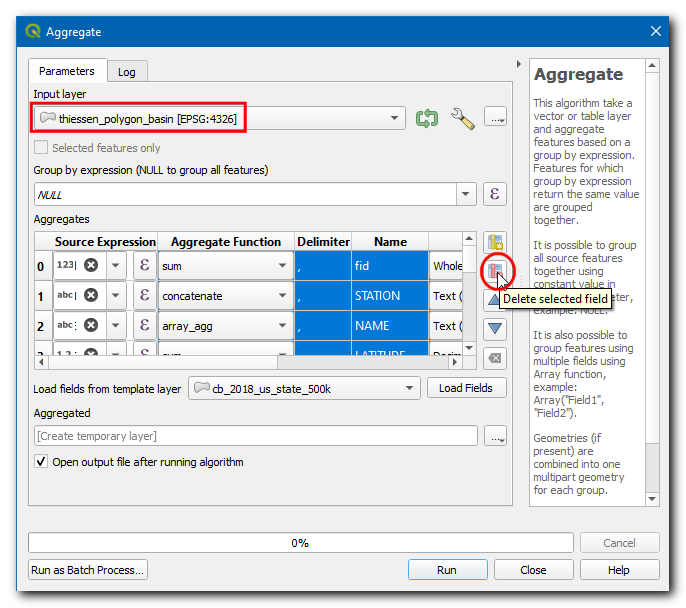 Aggregate
Parameters
Log
Input layer
thiessen_polygon_basin [EPSG:4326]
...
Selected features only
Group by expression (NULL to group all features)
NULL
ε
Aggregates
Source Expression Aggregate Function Delimiter Name
0 123 ε sum , fid Whole
1 abc ε concatenate , STATION Text (
2 abc ε array_agg , NAME Text (
Delete selected field
Load fields from template layer cb_2018_us_state_500k Load Fields
Aggregated
[Create temporary layer]
...
Open output file after running algorithm
Aggregate
This algorithm take a
vector or table layer
and aggregate
features based on a
group by expression.
Features for which
group by expression
return the same value
are grouped
together.
It is possible to group
all source features
together using
constant value in
example: NULL.
It is also possible to
group features using
multiple fields using
Array function,
example:
Array("Field1",
"Field2").
Geometries (if
present) are
combined into one
multipart geometry
for each group.
0%
Cancel
Run as Batch Process...
Run
Close
Help